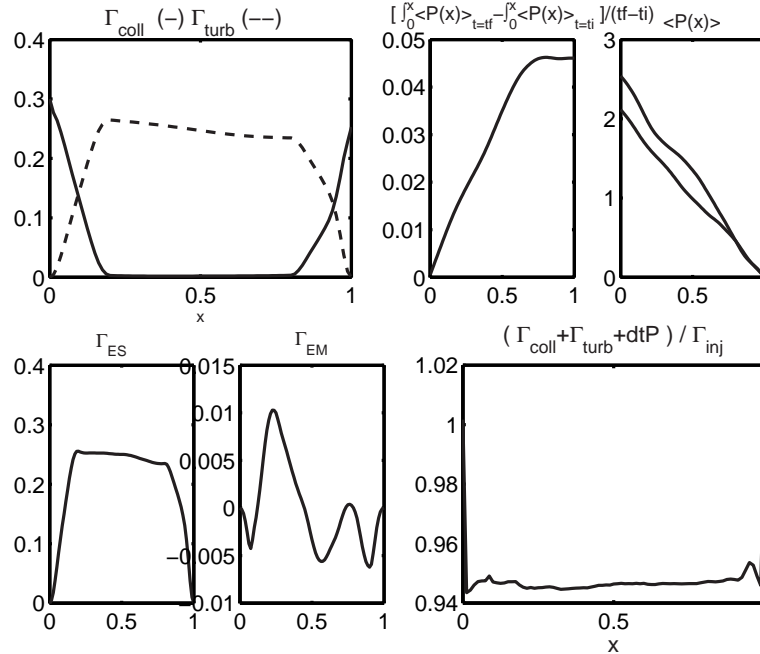 Γcoll (-) Γturb (--)
0.4
0.3
0.2
0.1
0
0 0.5 1
x
[ ∫0x<P(x)>t=tf-∫0x<P(x)>t=ti ]/(tf-ti)
0.05
0.04
0.03
0.02
0.01
0
0 0.5 1
<P(x)>
3
2
1
0
0 0.5
ΓES
0.4
0.3
0.2
0.1
0
0 0.5 1
ΓEM
0.015
0.01
0.005
0
-0.005
0.01
0 0.5 1
( Γcoll+Γturb+dtP ) / Γinj
1.02
1
0.98
0.96
0.94
0 0.5
x